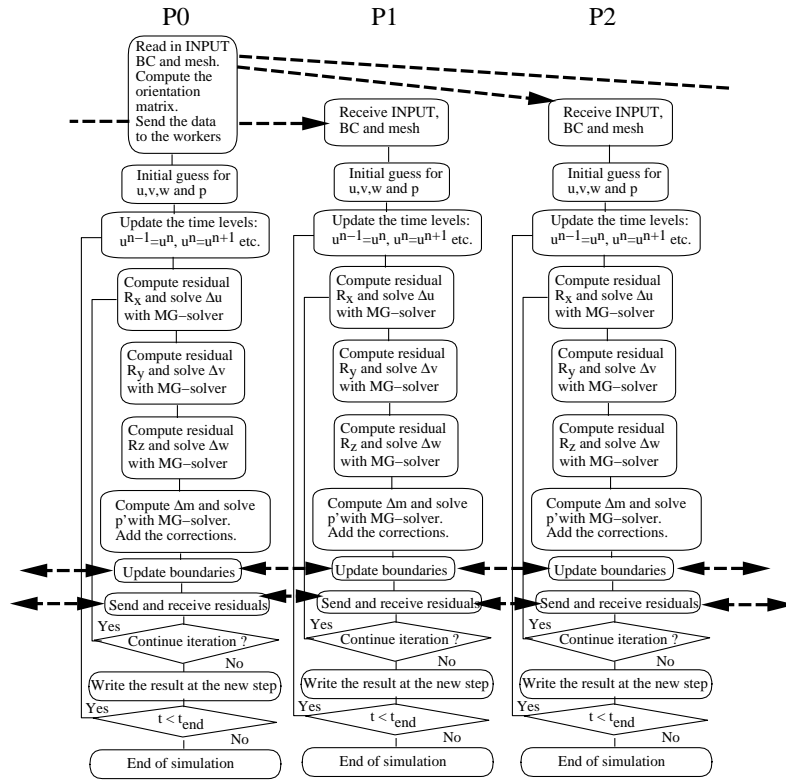 P0
P1
P2
Read in INPUT
BC and mesh.
Compute the
orientation
matrix.
Send the data
to the workers
Receive INPUT,
BC and mesh
Receive INPUT,
BC and mesh
Initial guess for
u,v,w and p
Initial guess for
u,v,w and p
Initial guess for
u,v,w and p
Update the time levels:
uⁿ⁻¹=uⁿ, uⁿ=uⁿ⁺¹ etc.
Update the time levels:
uⁿ⁻¹=uⁿ, uⁿ=uⁿ⁺¹ etc.
Update the time levels:
uⁿ⁻¹=uⁿ, uⁿ=uⁿ⁺¹ etc.
Compute residual
Rₓ and solve Δu
with MG−solver
Compute residual
Rₓ and solve Δu
with MG−solver
Compute residual
Rₓ and solve Δu
with MG−solver
Compute residual
R_y and solve Δv
with MG−solver
Compute residual
R_y and solve Δv
with MG−solver
Compute residual
R_y and solve Δv
with MG−solver
Compute residual
Rz and solve Δw
with MG−solver
Compute residual
R_z and solve Δw
with MG−solver
Compute residual
R_z and solve Δw
with MG−solver
Compute Δm and solve
p'with MG−solver.
Add the corrections.
Compute Δm and solve
p'with MG−solver.
Add the corrections.
Compute Δm and solve
p'with MG−solver.
Add the corrections.
Update boundaries
Update boundaries
Update boundaries
Send and receive residuals
Send and receive residuals
Send and receive residuals
Yes
Continue iteration ?
No
Yes
Continue iteration ?
No
Yes
Continue iteration ?
No
Write the result at the new step
Write the result at the new step
Write the result at the new step
Yes
t < t_end
No
Yes
t < t_end
No
Yes
t < t_end
No
End of simulation
End of simulation
End of simulation